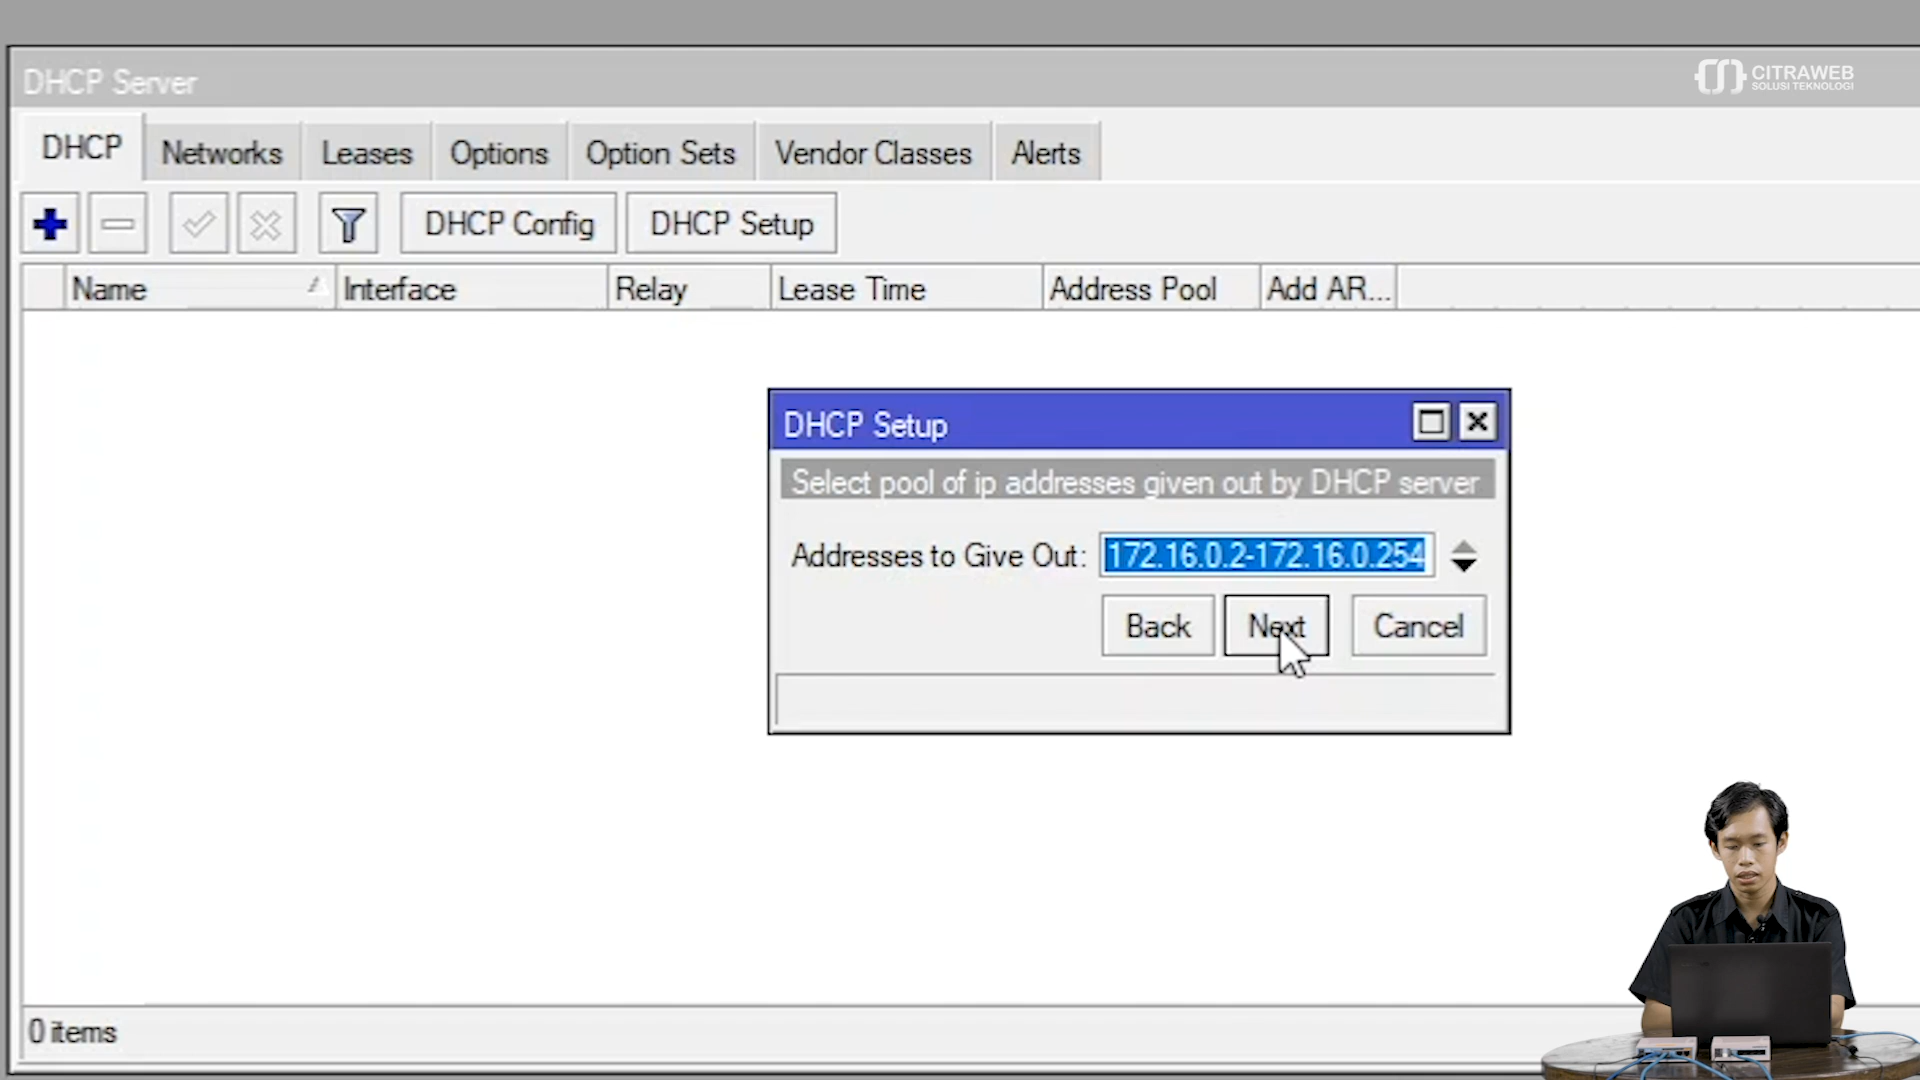 DHCP Server
CITRAWEB
SOLUSI TEKNOLOGI
DHCP Networks Leases Options Option Sets Vendor Classes Alerts
DHCP Config DHCP Setup
Name Interface Relay Lease Time Address Pool Add AR...
DHCP Setup
Select pool of ip addresses given out by DHCP server
Addresses to Give Out: 172.16.0.2-172.16.0.254
Back Next Cancel
0 items